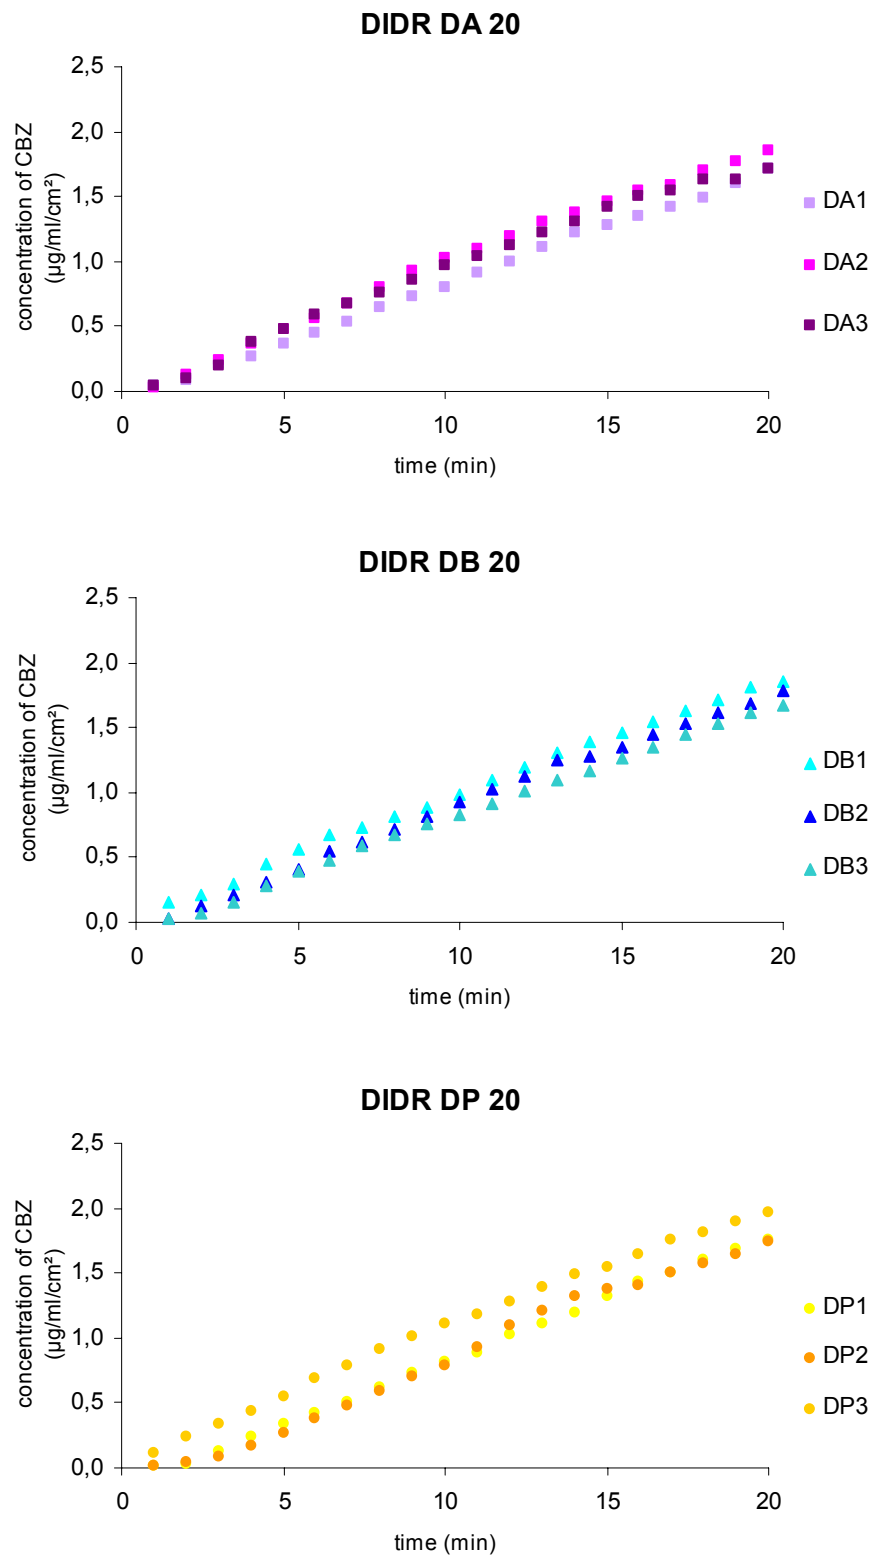 DIDR DA 20
concentration of CBZ
(µg/ml/cm²)
2,5
2,0
1,5
1,0
0,5
0,0
0 5 10 15 20
time (min)
DA1
DA2
DA3
DIDR DB 20
concentration of CBZ
(µg/ml/cm²)
2,5
2,0
1,5
1,0
0,5
0,0
0 5 10 15 20
time (min)
DB1
DB2
DB3
DIDR DP 20
concentration of CBZ
(µg/ml/cm²)
2,5
2,0
1,5
1,0
0,5
0,0
0 5 10 15 20
time (min)
DP1
DP2
DP3